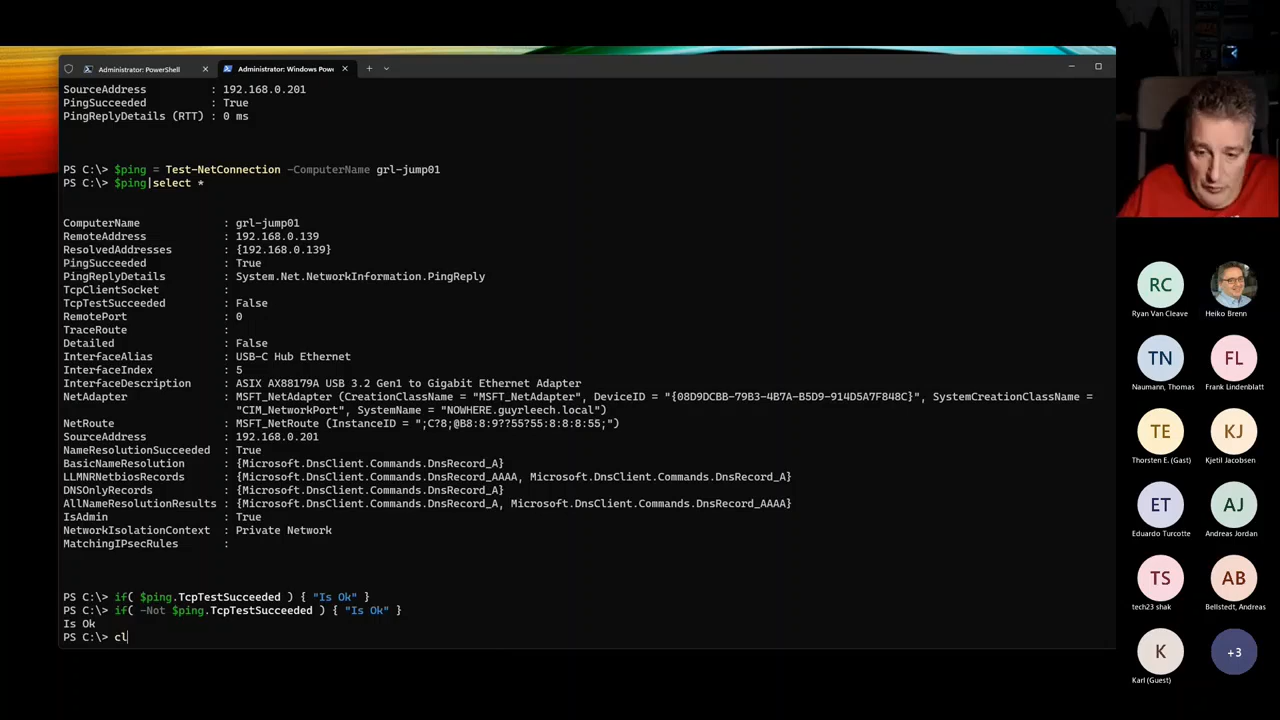 Administrator: PowerShell
Administrator: Windows Powe
SourceAddress : 192.168.0.201
PingSucceeded : True
PingReplyDetails (RTT) : 0 ms
PS C:\> $ping = Test-NetConnection -ComputerName grl-jump01
PS C:\> $ping|select *
ComputerName : grl-jump01
RemoteAddress : 192.168.0.139
ResolvedAddresses : {192.168.0.139}
PingSucceeded : True
PingReplyDetails : System.Net.NetworkInformation.PingReply
TcpClientSocket :
TcpTestSucceeded : False
RemotePort : 0
TraceRoute :
Detailed : False
InterfaceAlias : USB-C Hub Ethernet
InterfaceIndex : 5
InterfaceDescription : ASIX AX88179A USB 3.2 Gen1 to Gigabit Ethernet Adapter
NetAdapter : MSFT_NetAdapter (CreationClassName = "MSFT_NetAdapter", DeviceID = "{08D9DCBB-79B3-4B7A-B5D9-914D5A7F848C}", SystemCreationClassName =
"CIM_NetworkPort", SystemName = "NOWHERE.guyrleech.local")
NetRoute : MSFT_NetRoute (InstanceID = ";C?8;@B8:8:9??55?55:8:8:8:55;")
SourceAddress : 192.168.0.201
NameResolutionSucceeded : True
BasicNameResolution : {Microsoft.DnsClient.Commands.DnsRecord_A}
LLMNRNetbiosRecords : {Microsoft.DnsClient.Commands.DnsRecord_AAAA, Microsoft.DnsClient.Commands.DnsRecord_A}
DNSOnlyRecords : {Microsoft.DnsClient.Commands.DnsRecord_A}
AllNameResolutionResults : {Microsoft.DnsClient.Commands.DnsRecord_A, Microsoft.DnsClient.Commands.DnsRecord_AAAA}
IsAdmin : True
NetworkIsolationContext : Private Network
MatchingIPsecRules :
PS C:\> if( $ping.TcpTestSucceeded ) { "Is Ok" }
PS C:\> if( -Not $ping.TcpTestSucceeded ) { "Is Ok" }
Is Ok
PS C:\> cl
RC
Ryan Van Cleave
Heiko Brenn
TN
Naumann, Thomas
FL
Frank Lindenblatt
TE
Thorsten E. (Gast)
KJ
Kjetil Jacobsen
ET
Eduardo Turcotte
AJ
Andreas Jordan
TS
tech23 shak
AB
Bellstedt, Andreas
K
Karl (Guest)
+3